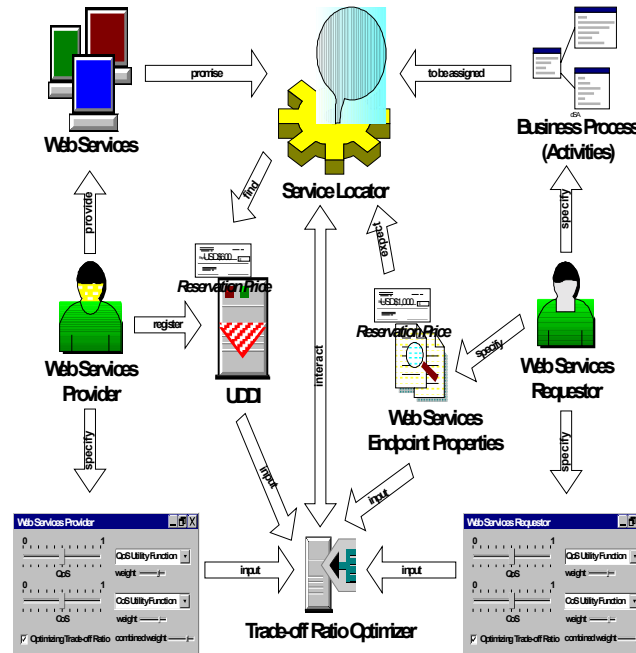 promise
to be assigned
Web Services
Service Locator
Business Process
(Activities)
provide
find
expect
specify
USD$600
Reservation Price
USD$1,000
Reservation Price
register
interact
specify
Web Services
Provider
UDDI
Web Services
Endpoint Properties
Web Services
Requestor
specify
input
input
specify
Web Services Provider
0 1
QoS Utility Function
QoS
weight
0 1
QoS Utility Function
QoS
weight
Optimizing Trade-off Ratio combined weight
input
input
Trade-off Ratio Optimizer
Web Services Requestor
0 1
QoS Utility Function
QoS
weight
0 1
QoS Utility Function
QoS
weight
Optimizing Trade-off Ratio combined weight